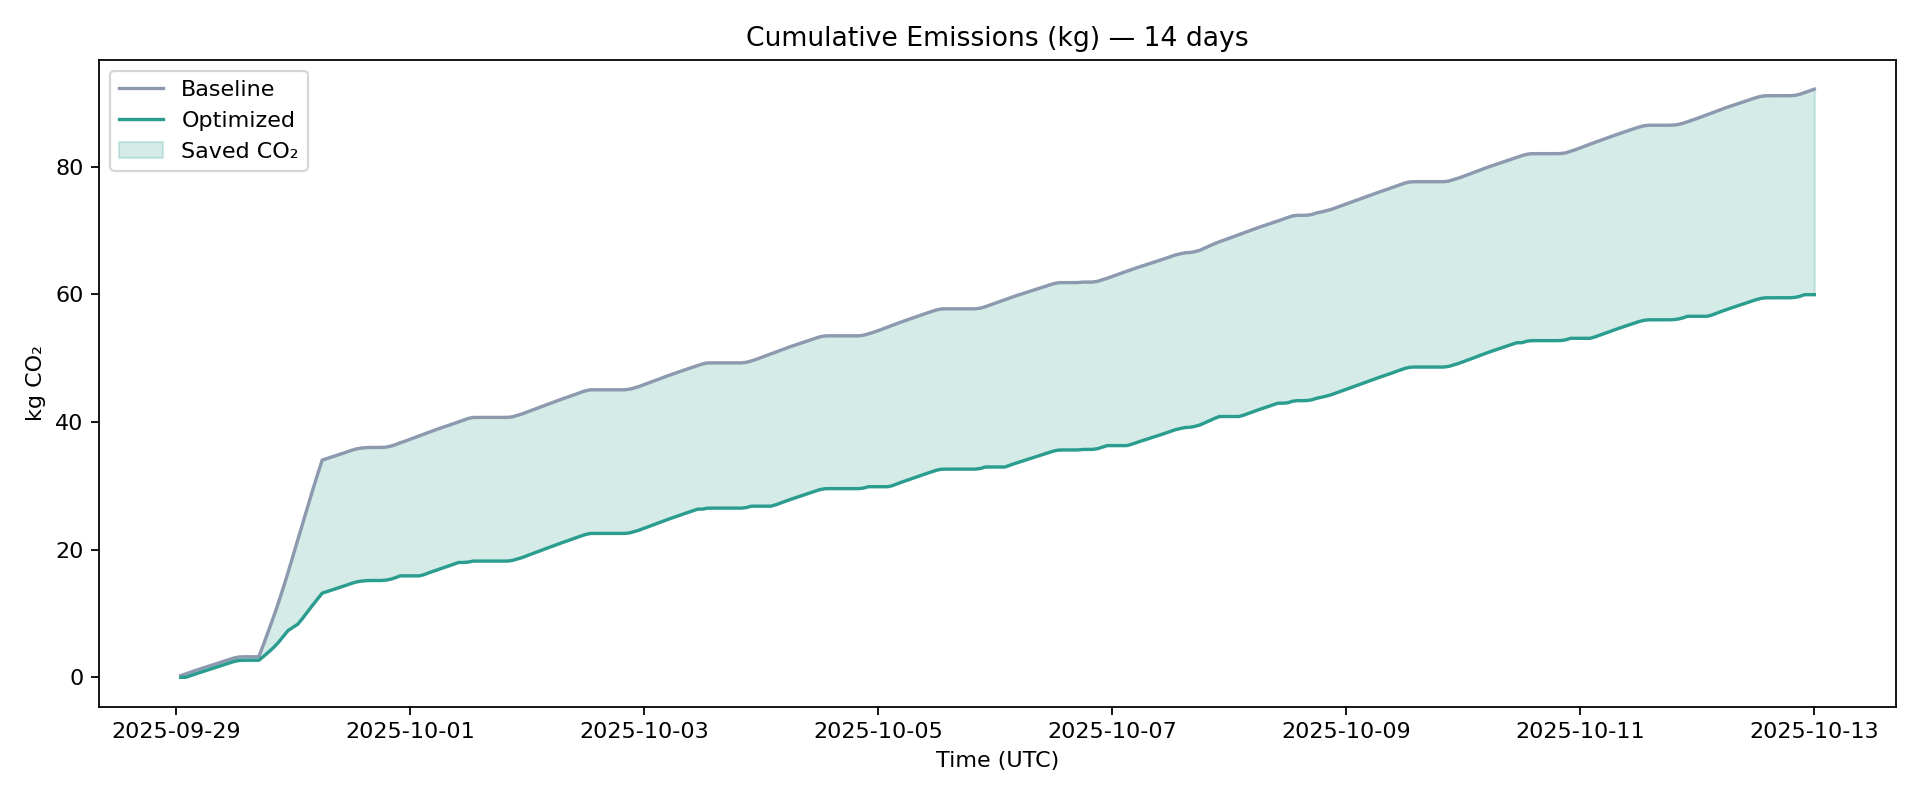 Cumulative Emissions (kg) — 14 days
Baseline
Optimized
Saved CO₂
80
60
40
20
0
kg CO₂
2025-09-29 2025-10-01 2025-10-03 2025-10-05 2025-10-07 2025-10-09 2025-10-11 2025-10-13
Time (UTC)